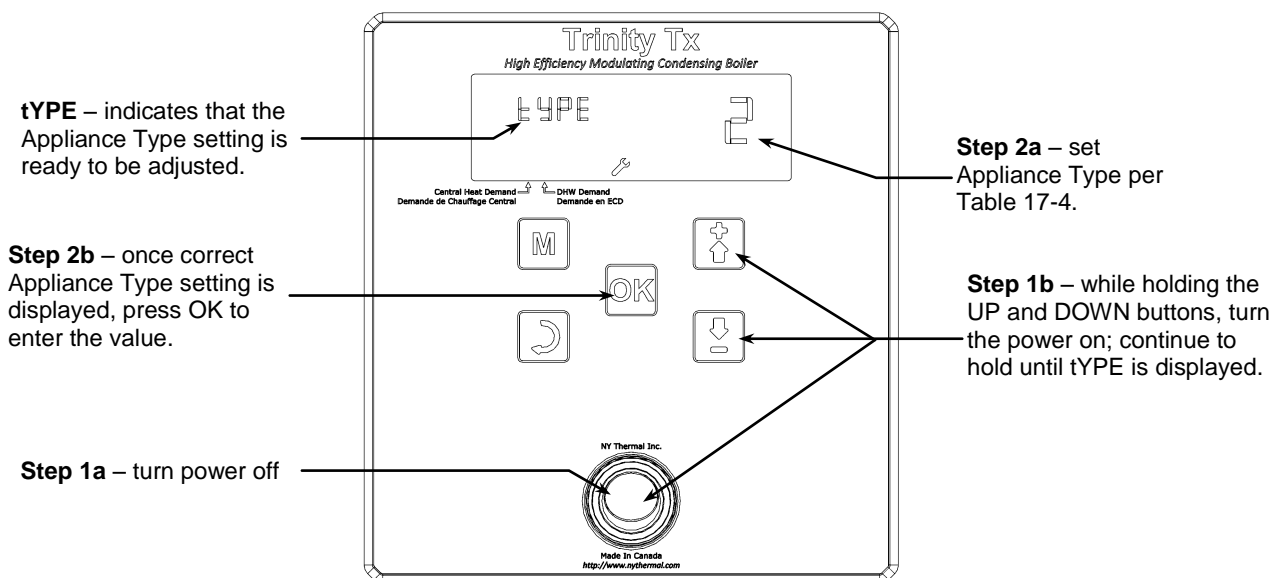 Trinity Tx
High Efficiency Modulating Condensing Boiler
tYPE 2
Central Heat Demand
Demande de Chauffage Central
DHW Demand
Demande en ECD
M
OK
NY Thermal Inc.
Made In Canada
http://www.nythermal.com
tYPE – indicates that the
Appliance Type setting is
ready to be adjusted.
Step 2b – once correct
Appliance Type setting is
displayed, press OK to
enter the value.
Step 1a – turn power off
Step 2a – set
Appliance Type per
Table 17-4.
Step 1b – while holding the
UP and DOWN buttons, turn
the power on; continue to
hold until tYPE is displayed.